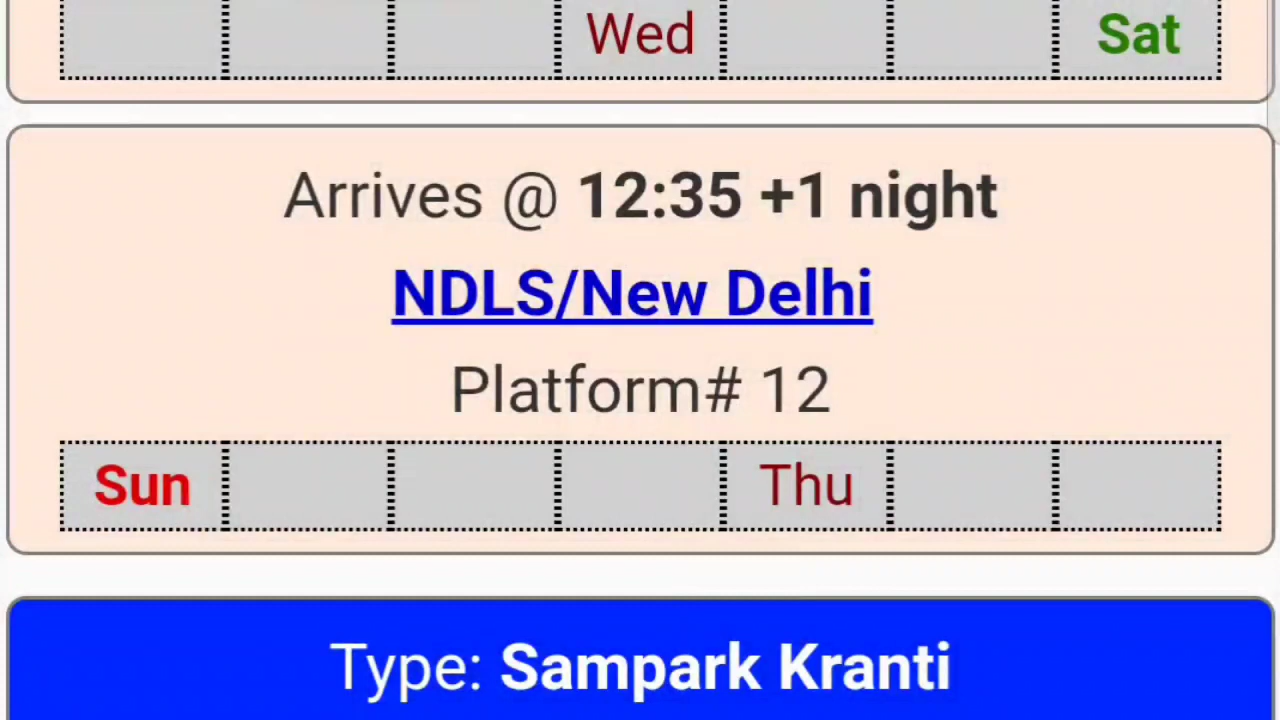 Wed Sat
Arrives @ 12:35 +1 night
NDLS/New Delhi
Platform# 12
Sun Thu
Type: Sampark Kranti